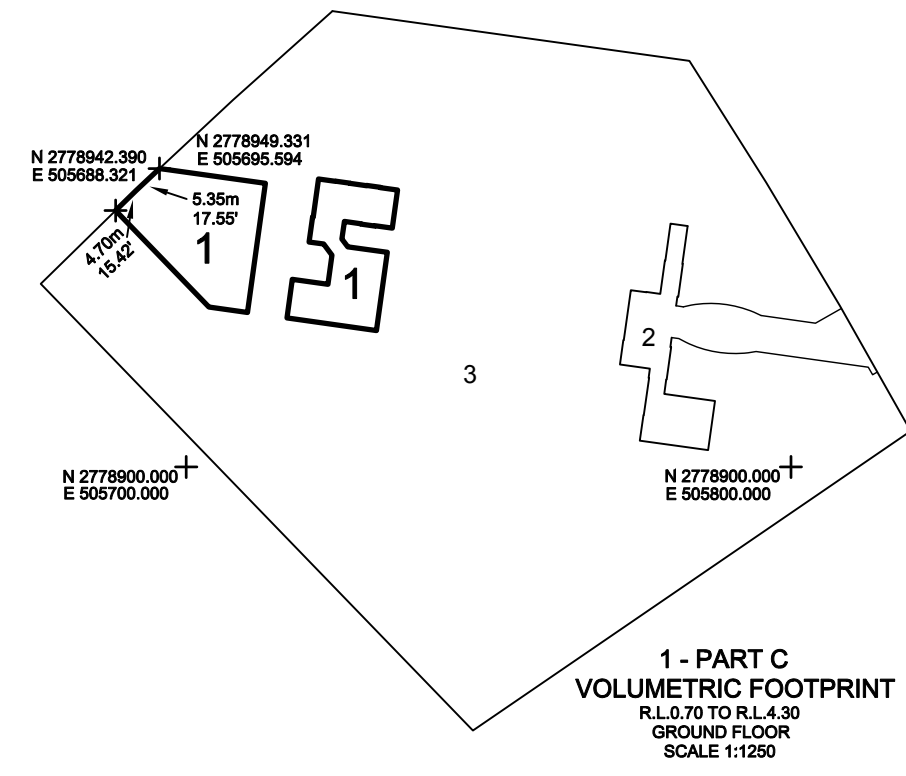 N 2778949.331
E 505695.594
N 2778942.390
E 505688.321
5.35m
17.55'
4.70m
15.42'
1
1
2
3
N 2778900.000
E 505700.000
N 2778900.000
E 505800.000
1 - PART C
VOLUMETRIC FOOTPRINT
R.L.0.70 TO R.L.4.30
GROUND FLOOR
SCALE 1:1250